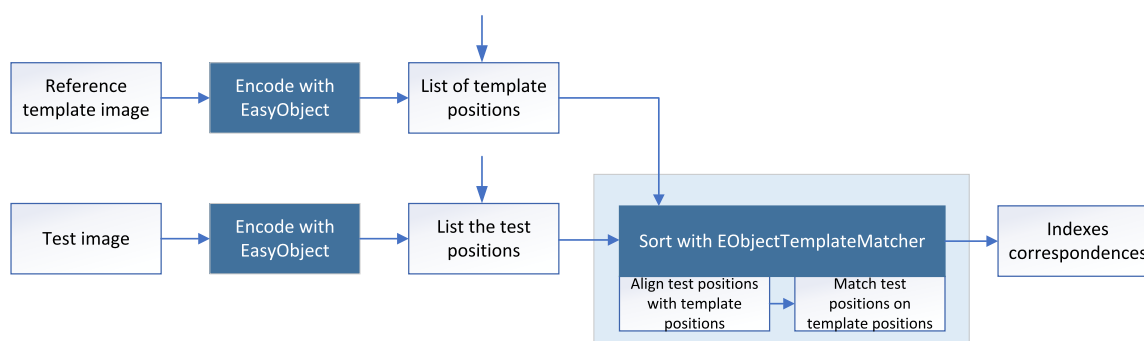 Reference
template image
Encode with
EasyObject
List of template
positions
Test image
Encode with
EasyObject
List the test
positions
Sort with EObjectTemplateMatcher
Align test positions
with template
positions
Match test
positions on
template positions
Indexes
correspondences